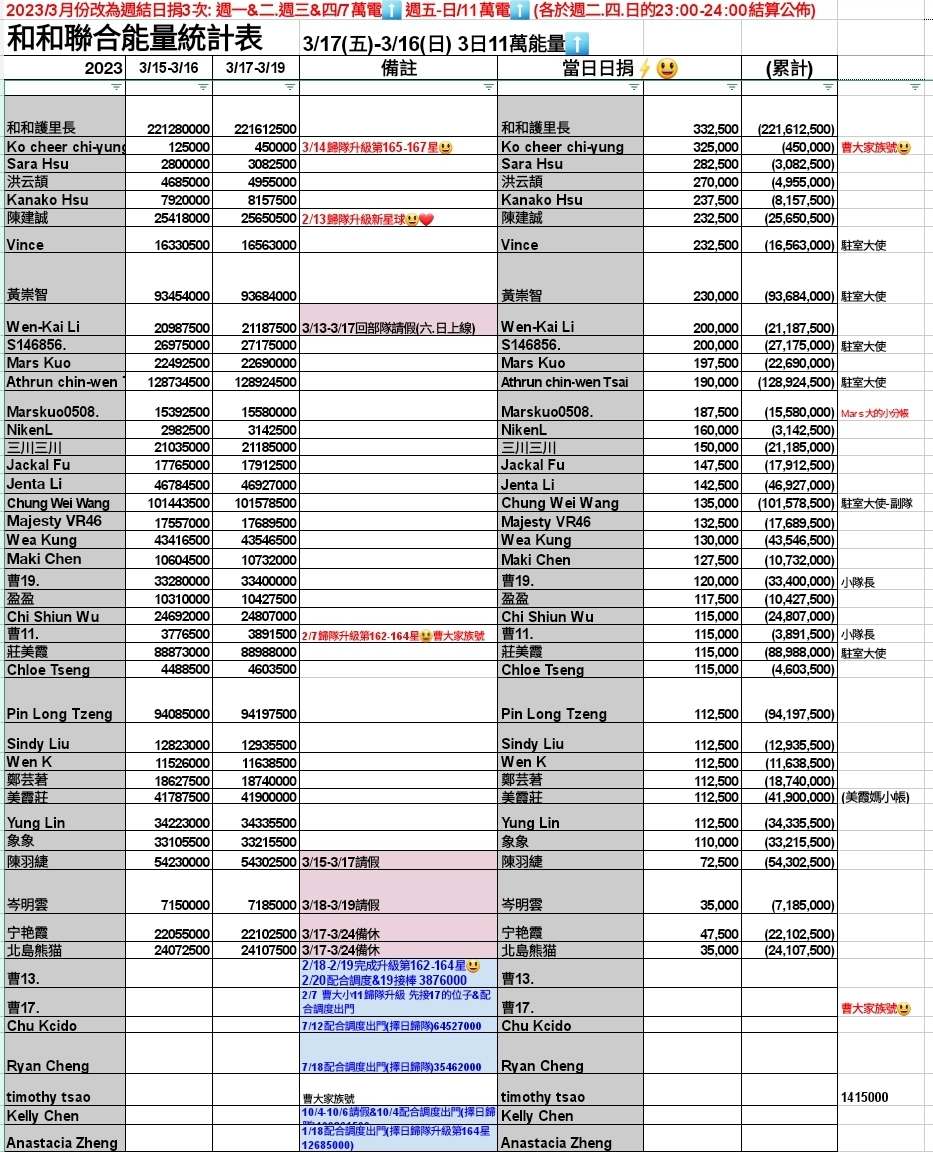 2023/3月份改為週結日捐3次: 週一&二.週三&四/7萬電⬆️ 週五-日/11萬電⬆️ (各於週二.四.日的23:00-24:00結算公佈)
和和聯合能量統計表 3/17(五)-3/16(日) 3日11萬能量⬆️
2023 3/15-3/16 3/17-3/19 備註 當日日捐⚡😃 (累計)
和和護里長 221280000 221612500 和和護里長 332,500 (221,612,500)
Ko cheer chi-yung 125000 450000 3/14歸隊升級第165-167星😃 Ko cheer chi-yung 325,000 (450,000) 曹大家族號😃
Sara Hsu 2800000 3082500 Sara Hsu 282,500 (3,082,500)
洪云頡 4685000 4955000 洪云頡 270,000 (4,955,000)
Kanako Hsu 7920000 8157500 Kanako Hsu 237,500 (8,157,500)
陳建誠 25418000 25650500 2/13歸隊升級新星球😃❤️ 陳建誠 232,500 (25,650,500)
Vince 16330500 16563000 Vince 232,500 (16,563,000) 駐室大使
黃崇智 93454000 93684000 黃崇智 230,000 (93,684,000) 駐室大使
Wen-Kai Li 20987500 21187500 3/13-3/17回部隊請假(六.日上線) Wen-Kai Li 200,000 (21,187,500)
S146856. 26975000 27175000 S146856. 200,000 (27,175,000) 駐室大使
Mars Kuo 22492500 22690000 Mars Kuo 197,500 (22,690,000)
Athrun chin-wen 128734500 128924500 Athrun chin-wen Tsai 190,000 (128,924,500) 駐室大使
Marskuo0508. 15392500 15580000 Marskuo0508. 187,500 (15,580,000) Mars大的小分帳
NikenL 2982500 3142500 NikenL 160,000 (3,142,500)
三川三川 21035000 21185000 三川三川 150,000 (21,185,000)
Jackal Fu 17765000 17912500 Jackal Fu 147,500 (17,912,500)
Jenta Li 46784500 46927000 Jenta Li 142,500 (46,927,000)
Chung Wei Wang 101443500 101578500 Chung Wei Wang 135,000 (101,578,500) 駐室大使-副隊
Majesty VR46 17557000 17689500 Majesty VR46 132,500 (17,689,500)
Wea Kung 43416500 43546500 Wea Kung 130,000 (43,546,500)
Maki Chen 10604500 10732000 Maki Chen 127,500 (10,732,000)
曹19. 33280000 33400000 曹19. 120,000 (33,400,000) 小隊長
盈盈 10310000 10427500 盈盈 117,500 (10,427,500)
Chi Shiun Wu 24692000 24807000 Chi Shiun Wu 115,000 (24,807,000)
曹11. 3776500 3891500 2/7歸隊升級第162-164星😃曹大家族號 曹11. 115,000 (3,891,500) 小隊長
莊美霞 88873000 88988000 莊美霞 115,000 (88,988,000) 駐室大使
Chloe Tseng 4488500 4603500 Chloe Tseng 115,000 (4,603,500)
Pin Long Tzeng 94085000 94197500 Pin Long Tzeng 112,500 (94,197,500)
Sindy Liu 12823000 12935500 Sindy Liu 112,500 (12,935,500)
Wen K 11526000 11638500 Wen K 112,500 (11,638,500)
鄭芸莙 18627500 18740000 鄭芸莙 112,500 (18,740,000)
美霞莊 41787500 41900000 美霞莊 112,500 (41,900,000) (美霞媽小帳)
Yung Lin 34223000 34335500 Yung Lin 112,500 (34,335,500)
象象 33105500 33215500 象象 110,000 (33,215,500)
陳羽緁 54230000 54302500 3/15-3/17請假 陳羽緁 72,500 (54,302,500)
岑明雲 7150000 7185000 3/18-3/19請假 岑明雲 35,000 (7,185,000)
宁艳霞 22055000 22102500 3/17-3/24備休 宁艳霞 47,500 (22,102,500)
北島熊猫 24072500 24107500 3/17-3/24備休 北島熊猫 35,000 (24,107,500)
曹13. 2/18-2/19完成升級第162-164星😃 曹13.
2/20配合調度&19接棒 3876000
曹17. 2/7 曹大小11歸隊升級 先接17的位子&配 曹17. 曹大家族號😃
合調度出門
Chu Kcido 7/12配合調度出門(擇日歸隊)64527000 Chu Kcido
Ryan Cheng 7/18配合調度出門(擇日歸隊)35462000 Ryan Cheng
timothy tsao 曹大家族號 timothy tsao 1415000
Kelly Chen 10/4-10/6請假&10/4配合調度出門(擇日歸 Kelly Chen
Anastacia Zheng 1/18配合調度出門(擇日歸隊升級第164星 Anastacia Zheng
12685000)